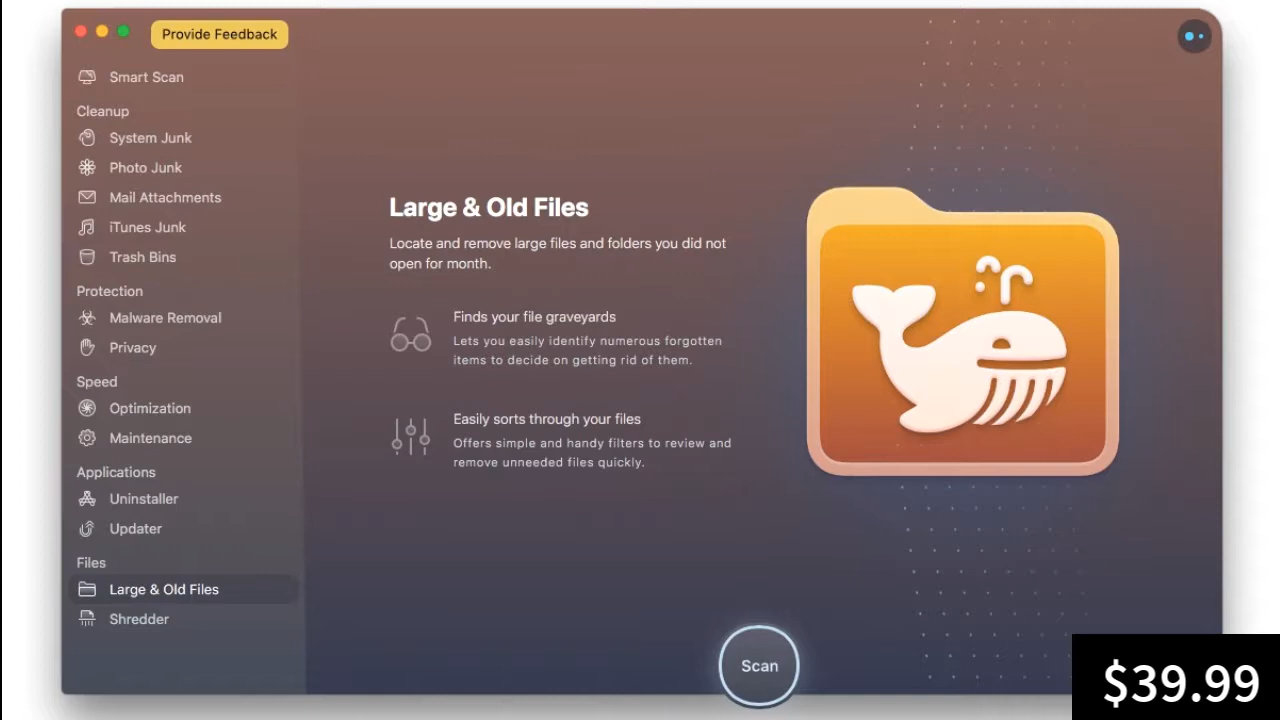 Provide Feedback
Smart Scan
Cleanup
System Junk
Photo Junk
Mail Attachments
iTunes Junk
Trash Bins
Protection
Malware Removal
Privacy
Speed
Optimization
Maintenance
Applications
Uninstaller
Updater
Files
Large & Old Files
Shredder
Large & Old Files
Locate and remove large files and folders you did not
open for month.
Finds your file graveyards
Lets you easily identify numerous forgotten
items to decide on getting rid of them.
Easily sorts through your files
Offers simple and handy filters to review and
remove unneeded files quickly.
Scan
$39.99